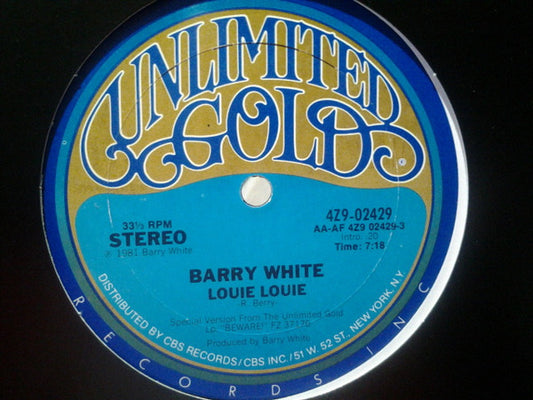 UNLIMITED
GOLD
33⅓ RPM
STEREO
℗ 1981 Barry White
4Z9-02429
AA-AF 4Z9 02429-3
Intro: .20
Time: 7:18
BARRY WHITE
LOUIE LOUIE
-R. Berry-
Special Version From The Unlimited Gold
Lp. "BEWARE!" FZ 37176
Produced by Barry White
DISTRIBUTED BY CBS RECORDS/CBS INC./51 W. 52 ST., NEW YORK, N.Y.
RECORDS INC